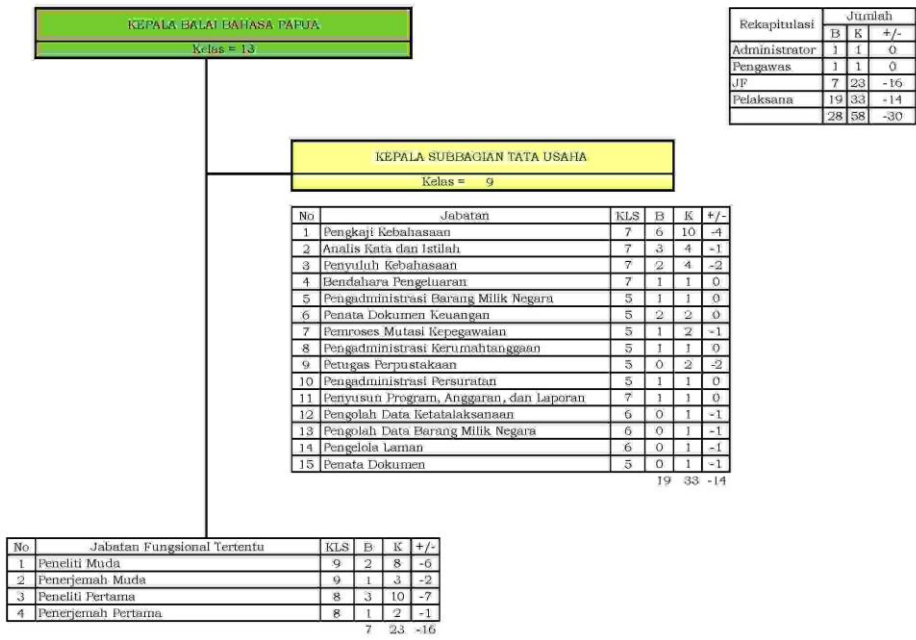 KEPALA BALAI BAHASA PAPUA
Kelas = 13
Rekapitulasi Jumlah
B K +/-
Administrator 1 1 0
Pengawas 1 1 0
JF 7 23 -16
Pelaksana 19 33 -14
28 58 -30
KEPALA SUBBAGIAN TATA USAHA
Kelas = 9
No Jabatan KLS B K +/-
1 Pengkaji Kebahasaan 7 6 10 -4
2 Analis Kata dan Istilah 7 3 4 -1
3 Penyuluh Kebahasaan 7 2 4 -2
4 Bendahara Pengeluaran 7 1 1 0
5 Pengadministrasi Barang Milik Negara 5 1 1 0
6 Penata Dokumen Keuangan 5 2 2 0
7 Pemroses Mutasi Kepegawaian 5 1 2 -1
8 Pengadministrasi Kerumahtanggaan 5 1 1 0
9 Petugas Perpustakaan 5 0 2 -2
10 Pengadministrasi Persuratan 5 1 1 0
11 Penyusun Program, Anggaran, dan Laporan 7 1 1 0
12 Pengolah Data Ketatalaksanaan 6 0 1 -1
13 Pengolah Data Barang Milik Negara 6 0 1 -1
14 Pengelola Laman 6 0 1 -1
15 Penata Dokumen 5 0 1 -1
19 33 -14
No Jabatan Fungsional Tertentu KLS B K +/-
1 Peneliti Muda 9 2 8 -6
2 Penerjemah Muda 9 1 3 -2
3 Peneliti Pertama 8 3 10 -7
4 Penerjemah Pertama 8 1 2 -1
7 23 -16